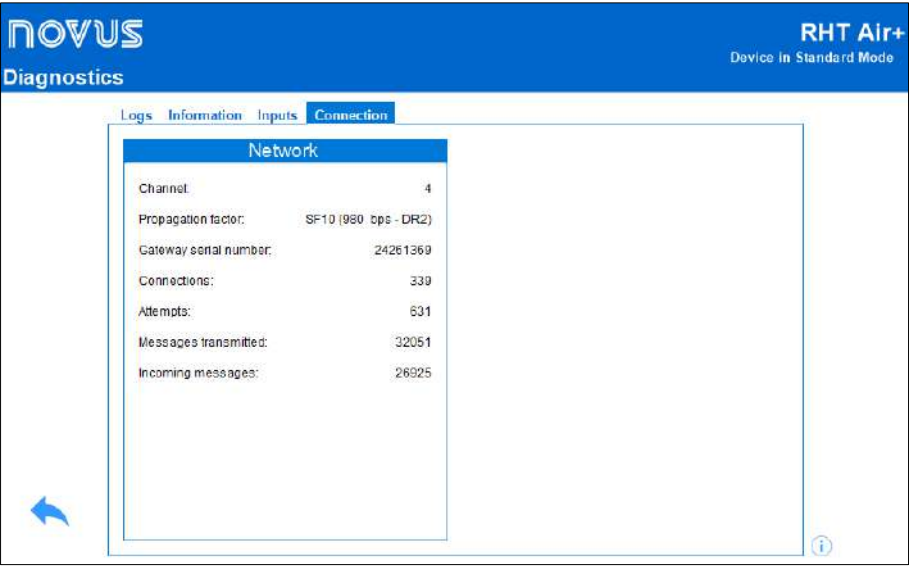 novus
RHT Air+
Device in Standard Mode
Diagnostics
Logs Information Inputs Connection
Network
Channel: 4
Propagation factor: SF10 (980 bps - DR2)
Gateway serial number: 24261369
Connections: 339
Attempts: 631
Messages transmitted: 32051
Incoming messages: 26925
i